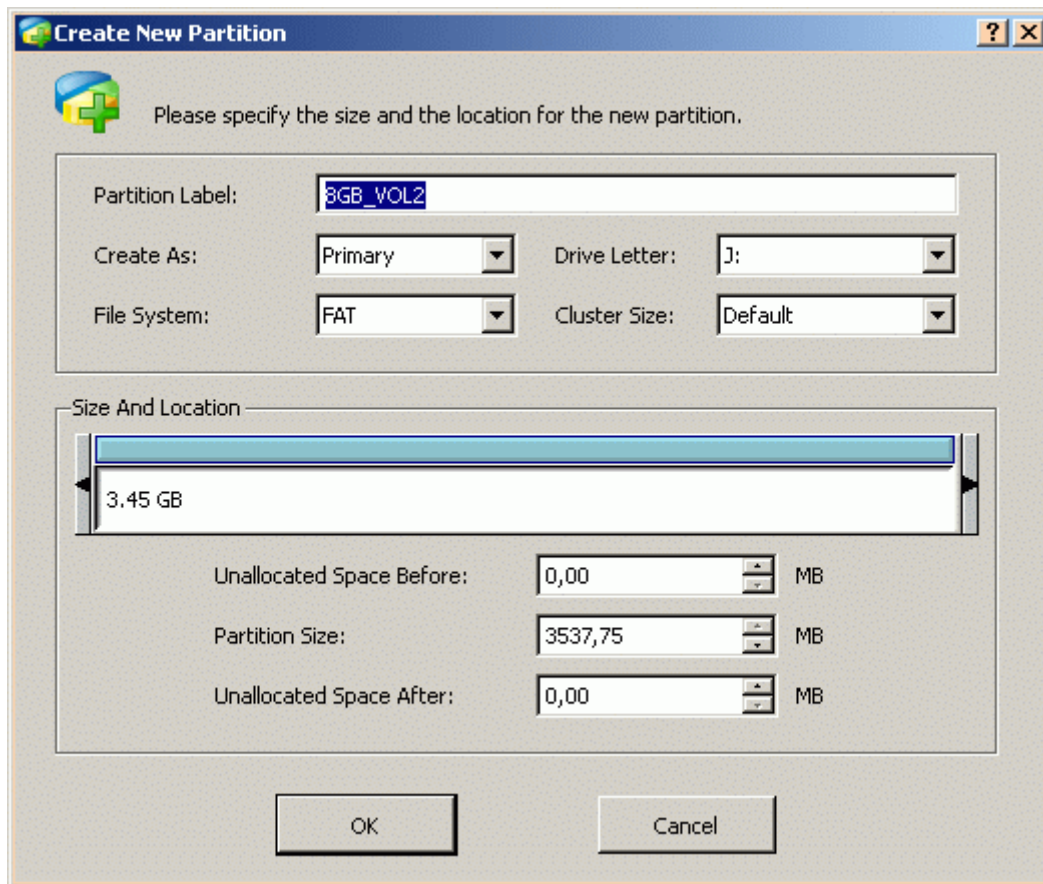 Create New Partition
Please specify the size and the location for the new partition.
Partition Label: 8GB_VOL2
Create As: Primary Drive Letter: J:
File System: FAT Cluster Size: Default
Size And Location
3.45 GB
Unallocated Space Before: 0,00 MB
Partition Size: 3537,75 MB
Unallocated Space After: 0,00 MB
OK Cancel